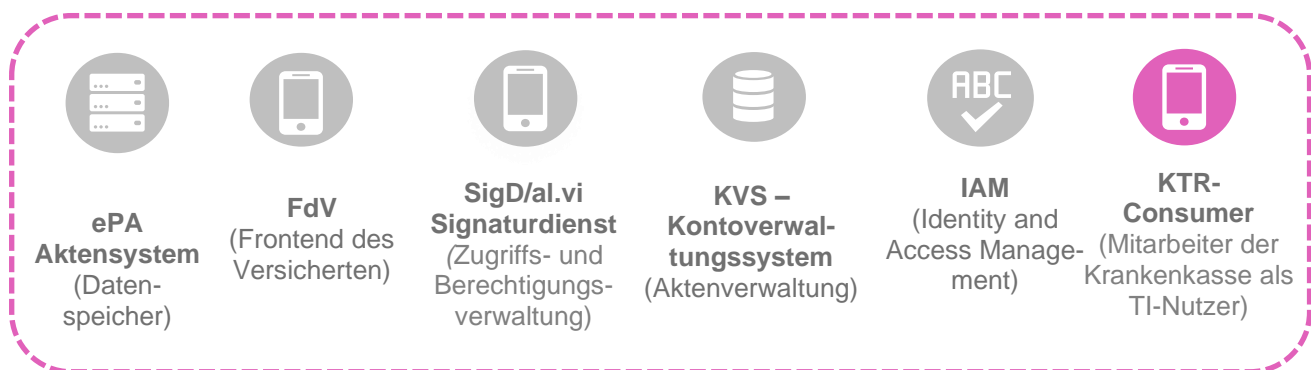 ePA
Aktensystem
(Daten-
speicher)
FdV
(Frontend des
Versicherten)
SigD/al.vi
Signaturdienst
(Zugriffs- und
Berechtigungs-
verwaltung)
KVS –
Kontoverwal-
tungssystem
(Aktenverwaltung)
ABC
IAM
(Identity and
Access Manage-
ment)
KTR-
Consumer
(Mitarbeiter der
Krankenkasse als
TI-Nutzer)